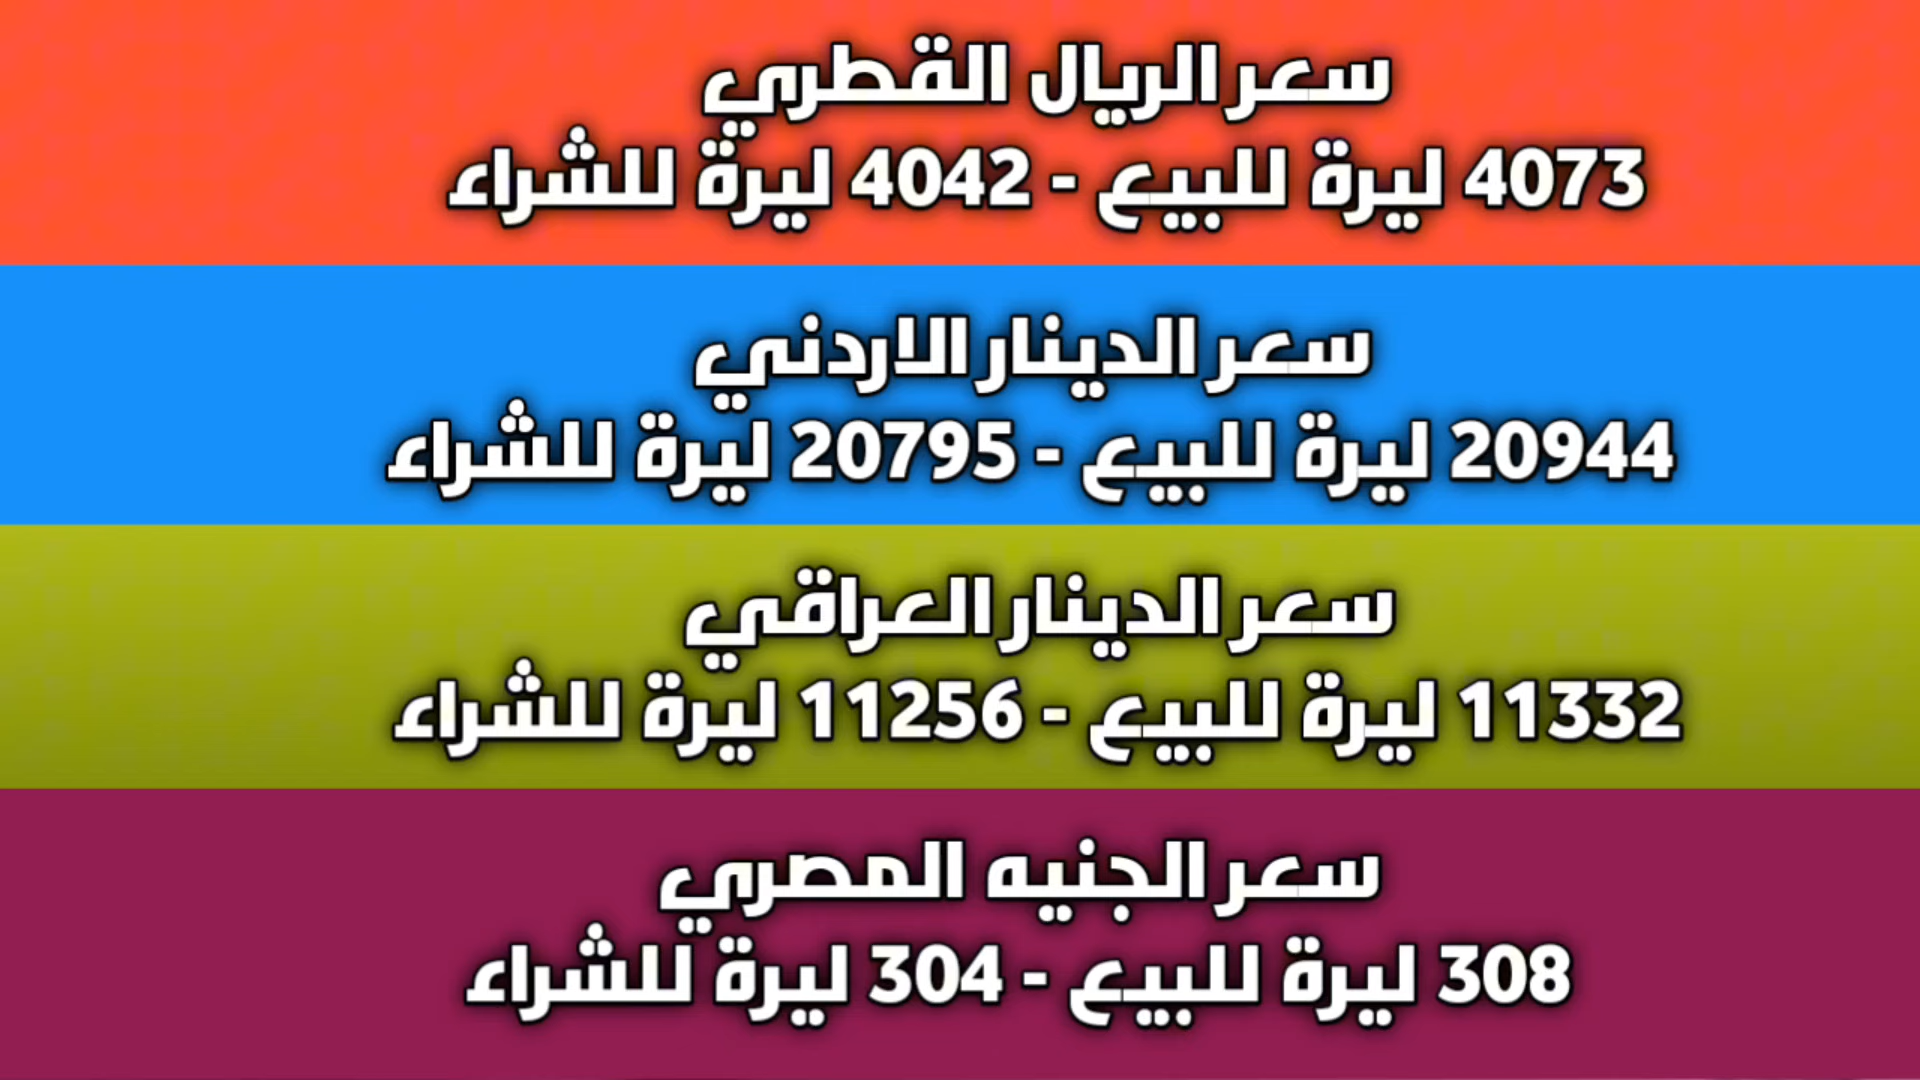 سعر الريال القطري
4073 ليرة للبيع - 4042 ليرة للشراء
سعر الدينار الاردني
20944 ليرة للبيع - 20795 ليرة للشراء
سعر الدينار العراقي
11332 ليرة للبيع - 11256 ليرة للشراء
سعر الجنيه المصري
308 ليرة للبيع - 304 ليرة للشراء